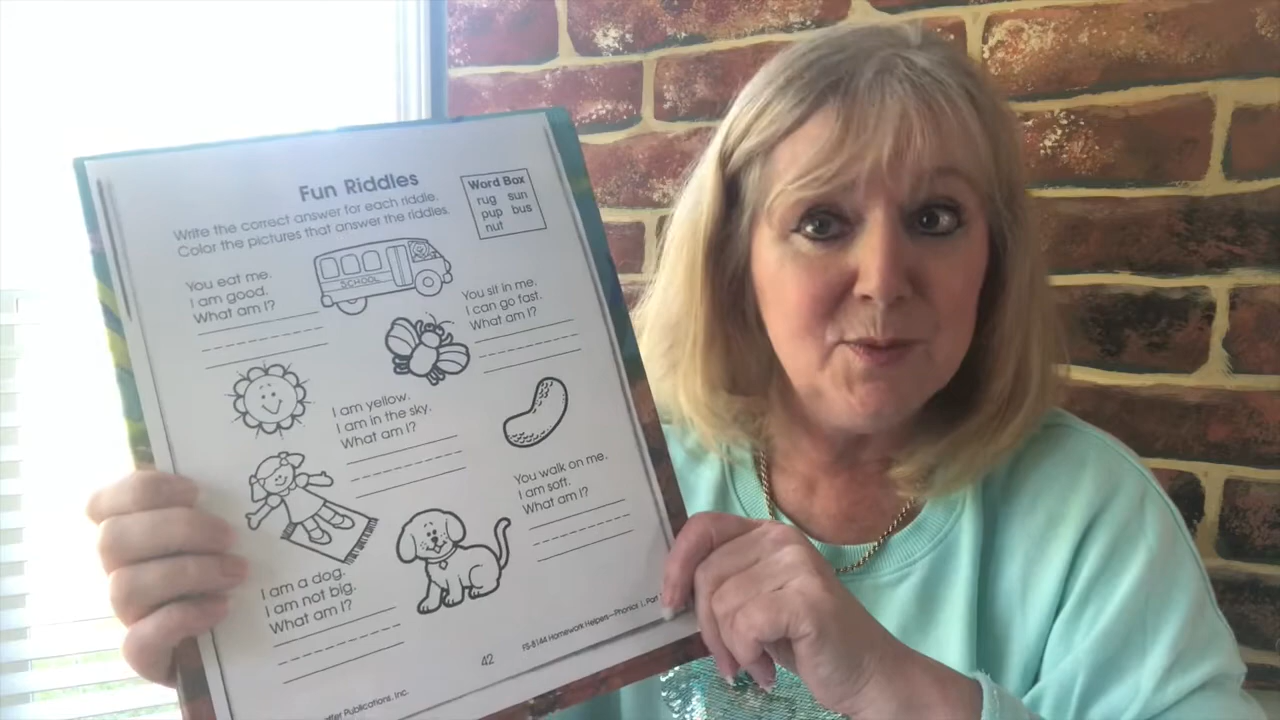 Fun Riddles
Write the correct answer for each riddle.
Color the pictures that answer the riddles.
Word Box
rug sun
pup bus
nut
You eat me.
I am good.
What am I?
SCHOOL
You sit in me.
I can go fast.
What am I?
I am yellow.
I am in the sky.
What am I?
You walk on me.
I am soft.
What am I?
I am a dog.
I am not big.
What am I?
42
FS-8144 Homework Helpers—Phonics 1, Part
Publications, Inc.